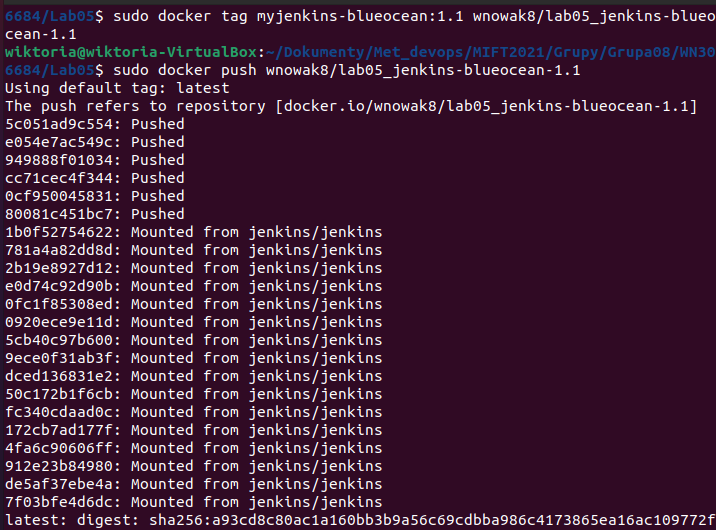 6684/Lab05$ sudo docker tag myjenkins-blueocean:1.1 wnowak8/lab05_jenkins-blueo
cean-1.1
wiktoria@wiktoria-VirtualBox:~/Dokumenty/Met_devops/MIFT2021/Grupy/Grupa08/WN30
6684/Lab05$ sudo docker push wnowak8/lab05_jenkins-blueocean-1.1
Using default tag: latest
The push refers to repository [docker.io/wnowak8/lab05_jenkins-blueocean-1.1]
5c051ad9c554: Pushed
e054e7ac549c: Pushed
949888f01034: Pushed
cc71cec4f344: Pushed
0cf950045831: Pushed
80081c451bc7: Pushed
1b0f52754622: Mounted from jenkins/jenkins
781a4a82dd8d: Mounted from jenkins/jenkins
2b19e8927d12: Mounted from jenkins/jenkins
e0d74c92d90b: Mounted from jenkins/jenkins
0fc1f85308ed: Mounted from jenkins/jenkins
0920ece9e11d: Mounted from jenkins/jenkins
5cb40c97b600: Mounted from jenkins/jenkins
9ece0f31ab3f: Mounted from jenkins/jenkins
dced136831e2: Mounted from jenkins/jenkins
50c172b1f6cb: Mounted from jenkins/jenkins
fc340cdaad0c: Mounted from jenkins/jenkins
172cb7ad177f: Mounted from jenkins/jenkins
4fa6c90606ff: Mounted from jenkins/jenkins
912e23b84980: Mounted from jenkins/jenkins
de5af37ebe4a: Mounted from jenkins/jenkins
7f03bfe4d6dc: Mounted from jenkins/jenkins
latest: digest: sha256:a93cd8c80ac1a160bb3b9a56c69cdbba986c4173865ea16ac109772f